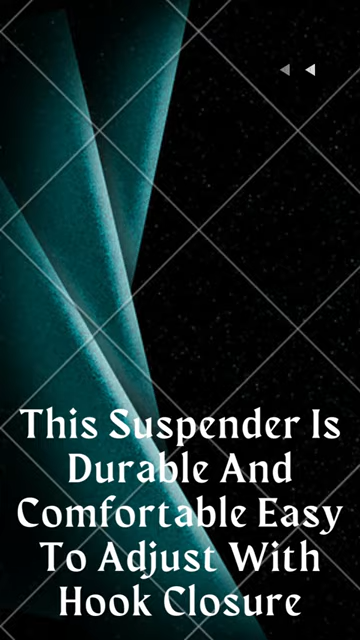 This Suspender Is
Durable And
Comfortable Easy
To Adjust With
Hook Closure